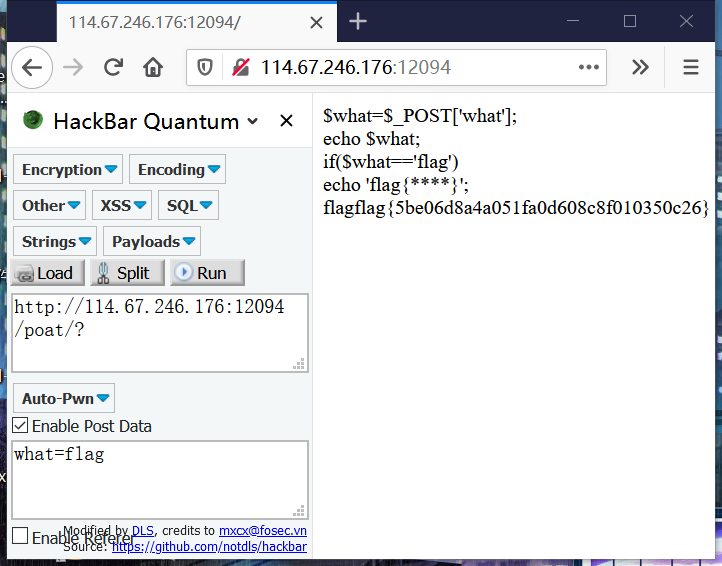 114.67.246.176:12094/
114.67.246.176:12094
HackBar Quantum
Encryption
Encoding
Other
XSS
SQL
Strings
Payloads
Load
Split
Run
http://114.67.246.176:12094
/poat/?
Auto-Pwn
Enable Post Data
what=flag
Enable Referer
Modified by DLS, credits to mxcx@fosec.vn
Source: https://github.com/notdls/hackbar
$what=$_POST['what'];
echo $what;
if($what=='flag')
echo 'flag{****}';
flagflag{5be06d8a4a051fa0d608c8f010350c26}